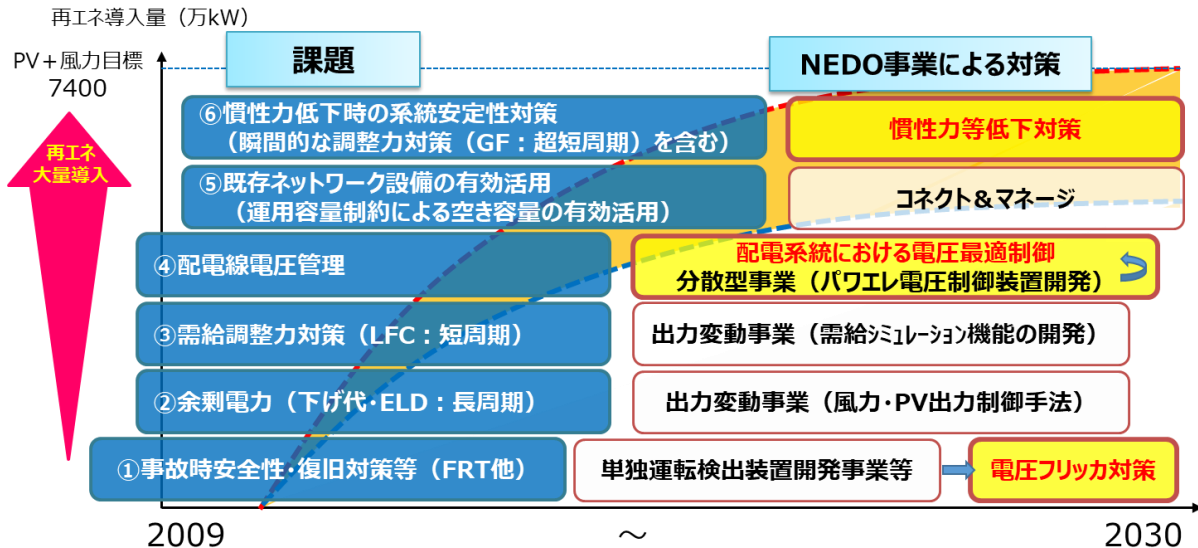 再エネ導入量(万kW)
PV+風力目標
7400
課題
NEDO事業による対策
再エネ
大量導入
⑥慣性力低下時の系統安定性対策
(瞬間的な調整力対策(GF:超短周期)を含む)
慣性力等低下対策
⑤既存ネットワーク設備の有効活用
(運用容量制約による空き容量の有効活用)
コネクト&マネージ
④配電線電圧管理
配電系統における電圧最適制御
分散型事業(パワエレ電圧制御装置開発)
③需給調整力対策(LFC:短周期)
出力変動事業(需給シミュレーション機能の開発)
②余剰電力(下げ代・ELD:長周期)
出力変動事業(風力・PV出力制御手法)
①事故時安全性・復旧対策等(FRT他)
単独運転検出装置開発事業等
電圧フリッカ対策
2009
~
2030